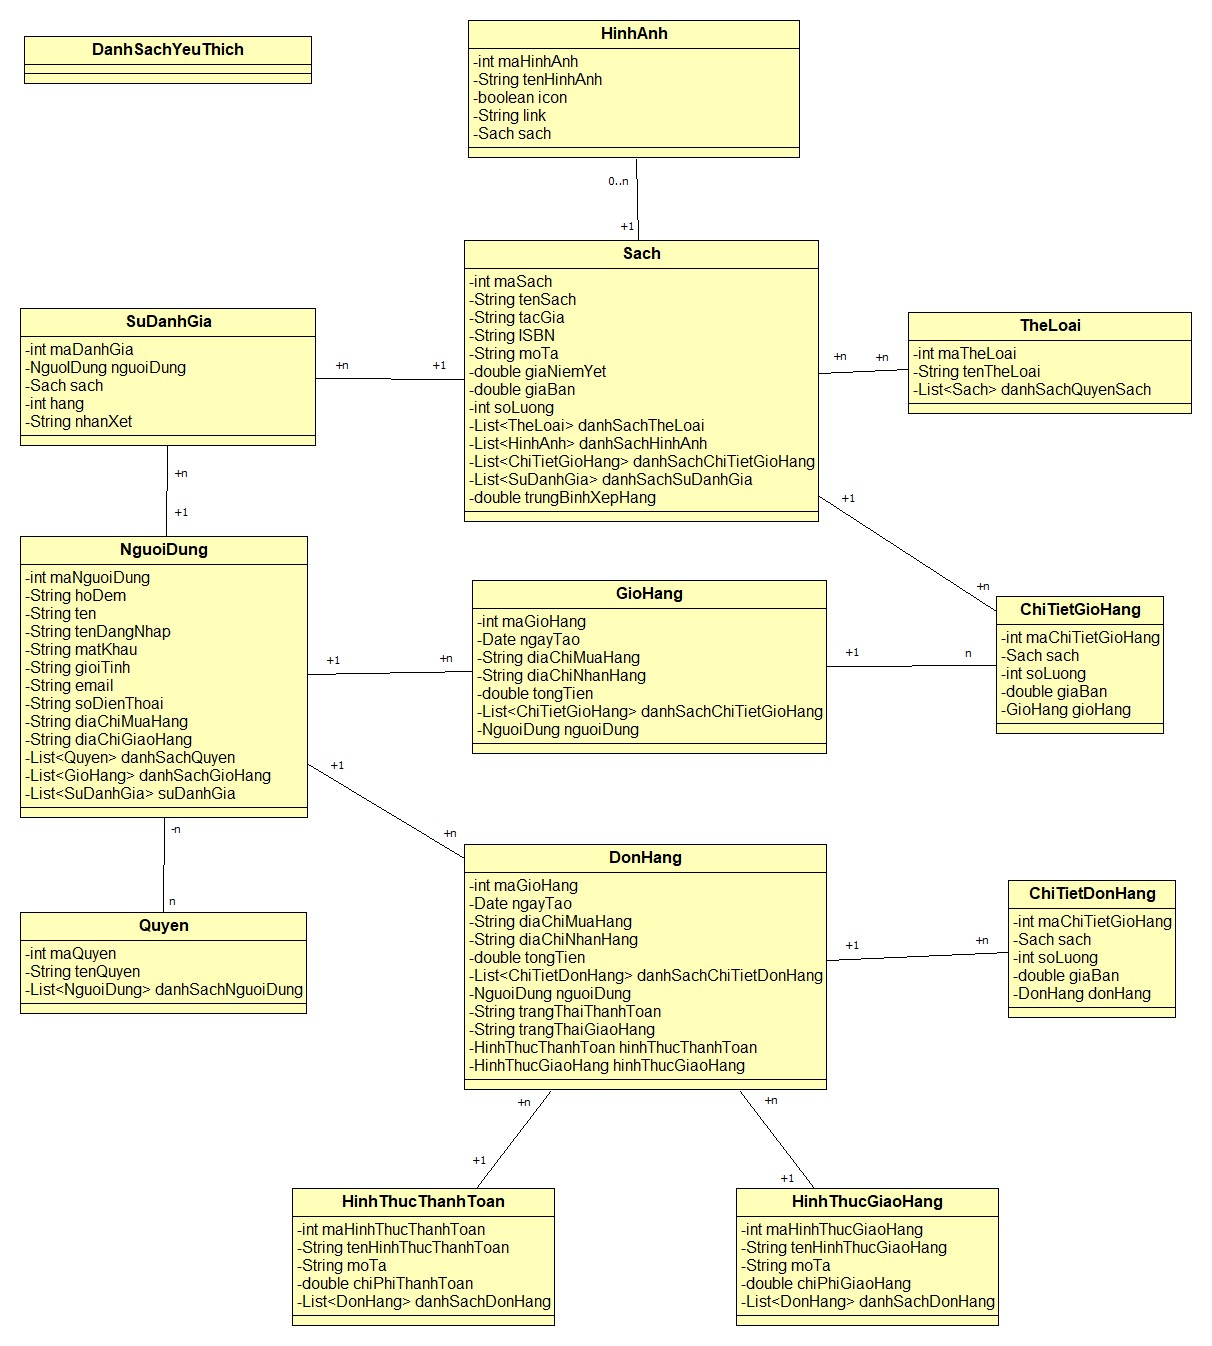 DanhSachYeuThich
HinhAnh
-int maHinhAnh
-String tenHinhAnh
-boolean icon
-String link
-Sach sach
0..n
+1
Sach
-int maSach
-String tenSach
-String tacGia
-String ISBN
-String moTa
-double giaNiemYet
-double giaBan
-int soLuong
-List<TheLoai> danhSachTheLoai
-List<HinhAnh> danhSachHinhAnh
-List<ChiTietGioHang> danhSachChiTietGioHang
-List<SuDanhGia> danhSachSuDanhGia
-double trungBinhXepHang
SuDanhGia
-int maDanhGia
-NguoIDung nguoiDung
-Sach sach
-int hang
-String nhanXet
+n
+1
+n
+n
TheLoai
-int maTheLoai
-String tenTheLoai
-List<Sach> danhSachQuyenSach
+n
+1
+1
+n
NguoiDung
-int maNguoiDung
-String hoDem
-String ten
-String tenDangNhap
-String matKhau
-String gioiTinh
-String email
-String soDienThoai
-String diaChiMuaHang
-String diaChiGiaoHang
-List<Quyen> danhSachQuyen
-List<GioHang> danhSachGioHang
-List<SuDanhGia> suDanhGia
+1
+n
GioHang
-int maGioHang
-Date ngayTao
-String diaChiMuaHang
-String diaChiNhanHang
-double tongTien
-List<ChiTietGioHang> danhSachChiTietGioHang
-NguoiDung nguoiDung
+1
n
ChiTietGioHang
-int maChiTietGioHang
-Sach sach
-int soLuong
-double giaBan
-GioHang gioHang
+1
+n
-n
n
Quyen
-int maQuyen
-String tenQuyen
-List<NguoiDung> danhSachNguoiDung
DonHang
-int maGioHang
-Date ngayTao
-String diaChiMuaHang
-String diaChiNhanHang
-double tongTien
-List<ChiTietDonHang> danhSachChiTietDonHang
-NguoiDung nguoiDung
-String trangThaiThanhToan
-String trangThaiGiaoHang
-HinhThucThanhToan hinhThucThanhToan
-HinhThucGiaoHang hinhThucGiaoHang
+1
+n
ChiTietDonHang
-int maChiTietGioHang
-Sach sach
-int soLuong
-double giaBan
-DonHang donHang
+n
+1
+n
+1
HinhThucThanhToan
-int maHinhThucThanhToan
-String tenHinhThucThanhToan
-String moTa
-double chiPhiThanhToan
-List<DonHang> danhSachDonHang
HinhThucGiaoHang
-int maHinhThucGiaoHang
-String tenHinhThucGiaoHang
-String moTa
-double chiPhiGiaoHang
-List<DonHang> danhSachDonHang